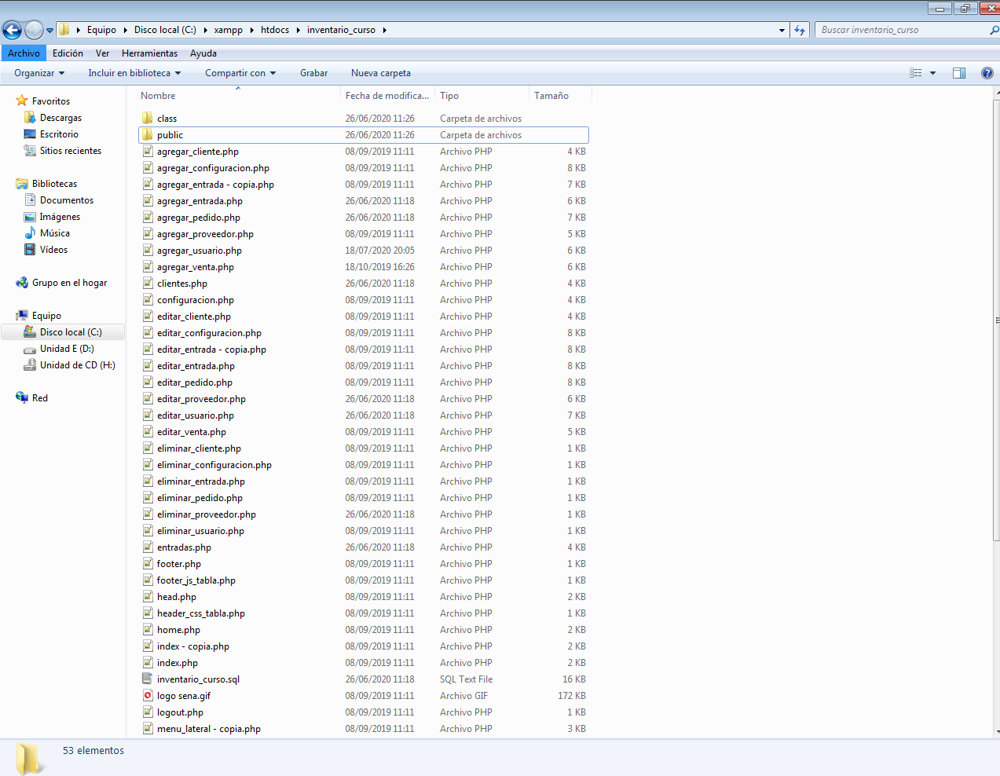 Equipo Disco local (C:) xampp htdocs inventario_curso Buscar inventario_curso
Archivo Edición Ver Herramientas Ayuda
Organizar Incluir en biblioteca Compartir con Grabar Nueva carpeta
Favoritos
Descargas
Escritorio
Sitios recientes
Bibliotecas
Documentos
Imágenes
Música
Vídeos
Grupo en el hogar
Equipo
Disco local (C:)
Unidad E (D:)
Unidad de CD (H:)
Red
Nombre Fecha de modifica... Tipo Tamaño
class 26/06/2020 11:26 Carpeta de archivos
public 26/06/2020 11:26 Carpeta de archivos
agregar_cliente.php 08/09/2019 11:11 Archivo PHP 4 KB
agregar_configuracion.php 08/09/2019 11:11 Archivo PHP 8 KB
agregar_entrada - copia.php 08/09/2019 11:11 Archivo PHP 7 KB
agregar_entrada.php 26/06/2020 11:18 Archivo PHP 6 KB
agregar_pedido.php 26/06/2020 11:18 Archivo PHP 7 KB
agregar_proveedor.php 08/09/2019 11:11 Archivo PHP 5 KB
agregar_usuario.php 18/07/2020 20:05 Archivo PHP 6 KB
agregar_venta.php 18/10/2019 16:26 Archivo PHP 6 KB
clientes.php 26/06/2020 11:18 Archivo PHP 4 KB
configuracion.php 08/09/2019 11:11 Archivo PHP 4 KB
editar_cliente.php 08/09/2019 11:11 Archivo PHP 4 KB
editar_configuracion.php 08/09/2019 11:11 Archivo PHP 8 KB
editar_entrada - copia.php 08/09/2019 11:11 Archivo PHP 8 KB
editar_entrada.php 08/09/2019 11:11 Archivo PHP 8 KB
editar_pedido.php 08/09/2019 11:11 Archivo PHP 8 KB
editar_proveedor.php 26/06/2020 11:18 Archivo PHP 6 KB
editar_usuario.php 26/06/2020 11:18 Archivo PHP 7 KB
editar_venta.php 08/09/2019 11:11 Archivo PHP 5 KB
eliminar_cliente.php 08/09/2019 11:11 Archivo PHP 1 KB
eliminar_configuracion.php 08/09/2019 11:11 Archivo PHP 1 KB
eliminar_entrada.php 08/09/2019 11:11 Archivo PHP 1 KB
eliminar_pedido.php 08/09/2019 11:11 Archivo PHP 1 KB
eliminar_proveedor.php 26/06/2020 11:18 Archivo PHP 1 KB
eliminar_usuario.php 08/09/2019 11:11 Archivo PHP 1 KB
entradas.php 26/06/2020 11:18 Archivo PHP 4 KB
footer.php 08/09/2019 11:11 Archivo PHP 1 KB
footer_js_tabla.php 08/09/2019 11:11 Archivo PHP 1 KB
head.php 08/09/2019 11:11 Archivo PHP 2 KB
header_css_tabla.php 08/09/2019 11:11 Archivo PHP 1 KB
home.php 08/09/2019 11:11 Archivo PHP 2 KB
index - copia.php 08/09/2019 11:11 Archivo PHP 2 KB
index.php 08/09/2019 11:11 Archivo PHP 2 KB
inventario_curso.sql 26/06/2020 11:18 SQL Text File 16 KB
logo sena.gif 08/09/2019 11:11 Archivo GIF 172 KB
logout.php 08/09/2019 11:11 Archivo PHP 1 KB
menu_lateral - copia.php 08/09/2019 11:11 Archivo PHP 3 KB
53 elementos